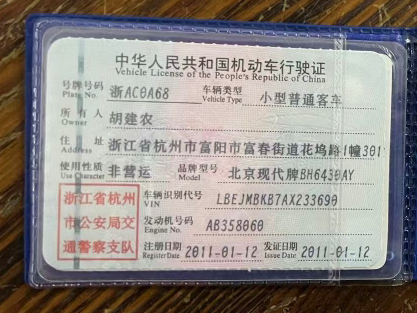 中华人民共和国机动车行驶证
Vehicle License of the People's Republic of China
号牌号码 Plate No. 浙AC0A68 车辆类型 Vehicle Type 小型普通客车
所有人 Owner 胡建农
住址 Address 浙江省杭州市富阳市富春街道花坞路1幢301
使用性质 Use Character 非营运 品牌型号 Model 北京现代牌BH6430AY
浙江省杭州 车辆识别代号 VIN LBEJMBKB7AX233690
市公安局交 发动机号码 Engine No. AB358060
通警察支队 注册日期 Register Date 2011-01-12 发证日期 Issue Date 2011-01-12